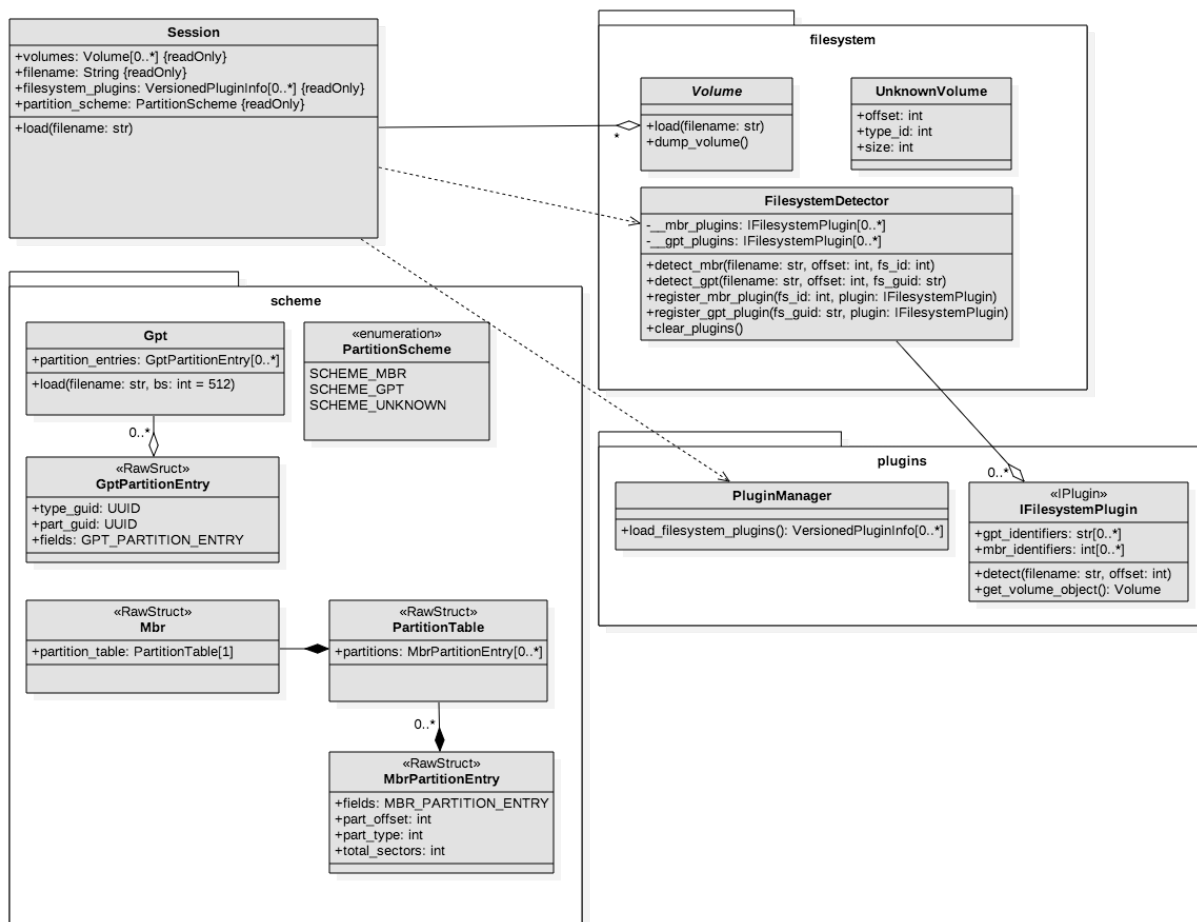 Session
+volumes: Volume[0..*] {readOnly}
+filename: String {readOnly}
+filesystem_plugins: VersionedPluginInfo[0..*] {readOnly}
+partition_scheme: PartitionScheme {readOnly}
+load(filename: str)
filesystem
Volume
+load(filename: str)
+dump_volume()
*
UnknownVolume
+offset: int
+type_id: int
+size: int
FilesystemDetector
-__mbr_plugins: IFilesystemPlugin[0..*]
-__gpt_plugins: IFilesystemPlugin[0..*]
+detect_mbr(filename: str, offset: int, fs_id: int)
+detect_gpt(filename: str, offset: int, fs_guid: str)
+register_mbr_plugin(fs_id: int, plugin: IFilesystemPlugin)
+register_gpt_plugin(fs_guid: str, plugin: IFilesystemPlugin)
+clear_plugins()
scheme
Gpt
+partition_entries: GptPartitionEntry[0..*]
+load(filename: str, bs: int = 512)
«enumeration»
PartitionScheme
SCHEME_MBR
SCHEME_GPT
SCHEME_UNKNOWN
0..*
«RawSruct»
GptPartitionEntry
+type_guid: UUID
+part_guid: UUID
+fields: GPT_PARTITION_ENTRY
«RawStruct»
Mbr
+partition_table: PartitionTable[1]
«RawStruct»
PartitionTable
+partitions: MbrPartitionEntry[0..*]
0..*
«RawStruct»
MbrPartitionEntry
+fields: MBR_PARTITION_ENTRY
+part_offset: int
+part_type: int
+total_sectors: int
plugins
PluginManager
+load_filesystem_plugins(): VersionedPluginInfo[0..*]
0..*
«IPlugin»
IFilesystemPlugin
+gpt_identifiers: str[0..*]
+mbr_identifiers: int[0..*]
+detect(filename: str, offset: int)
+get_volume_object(): Volume